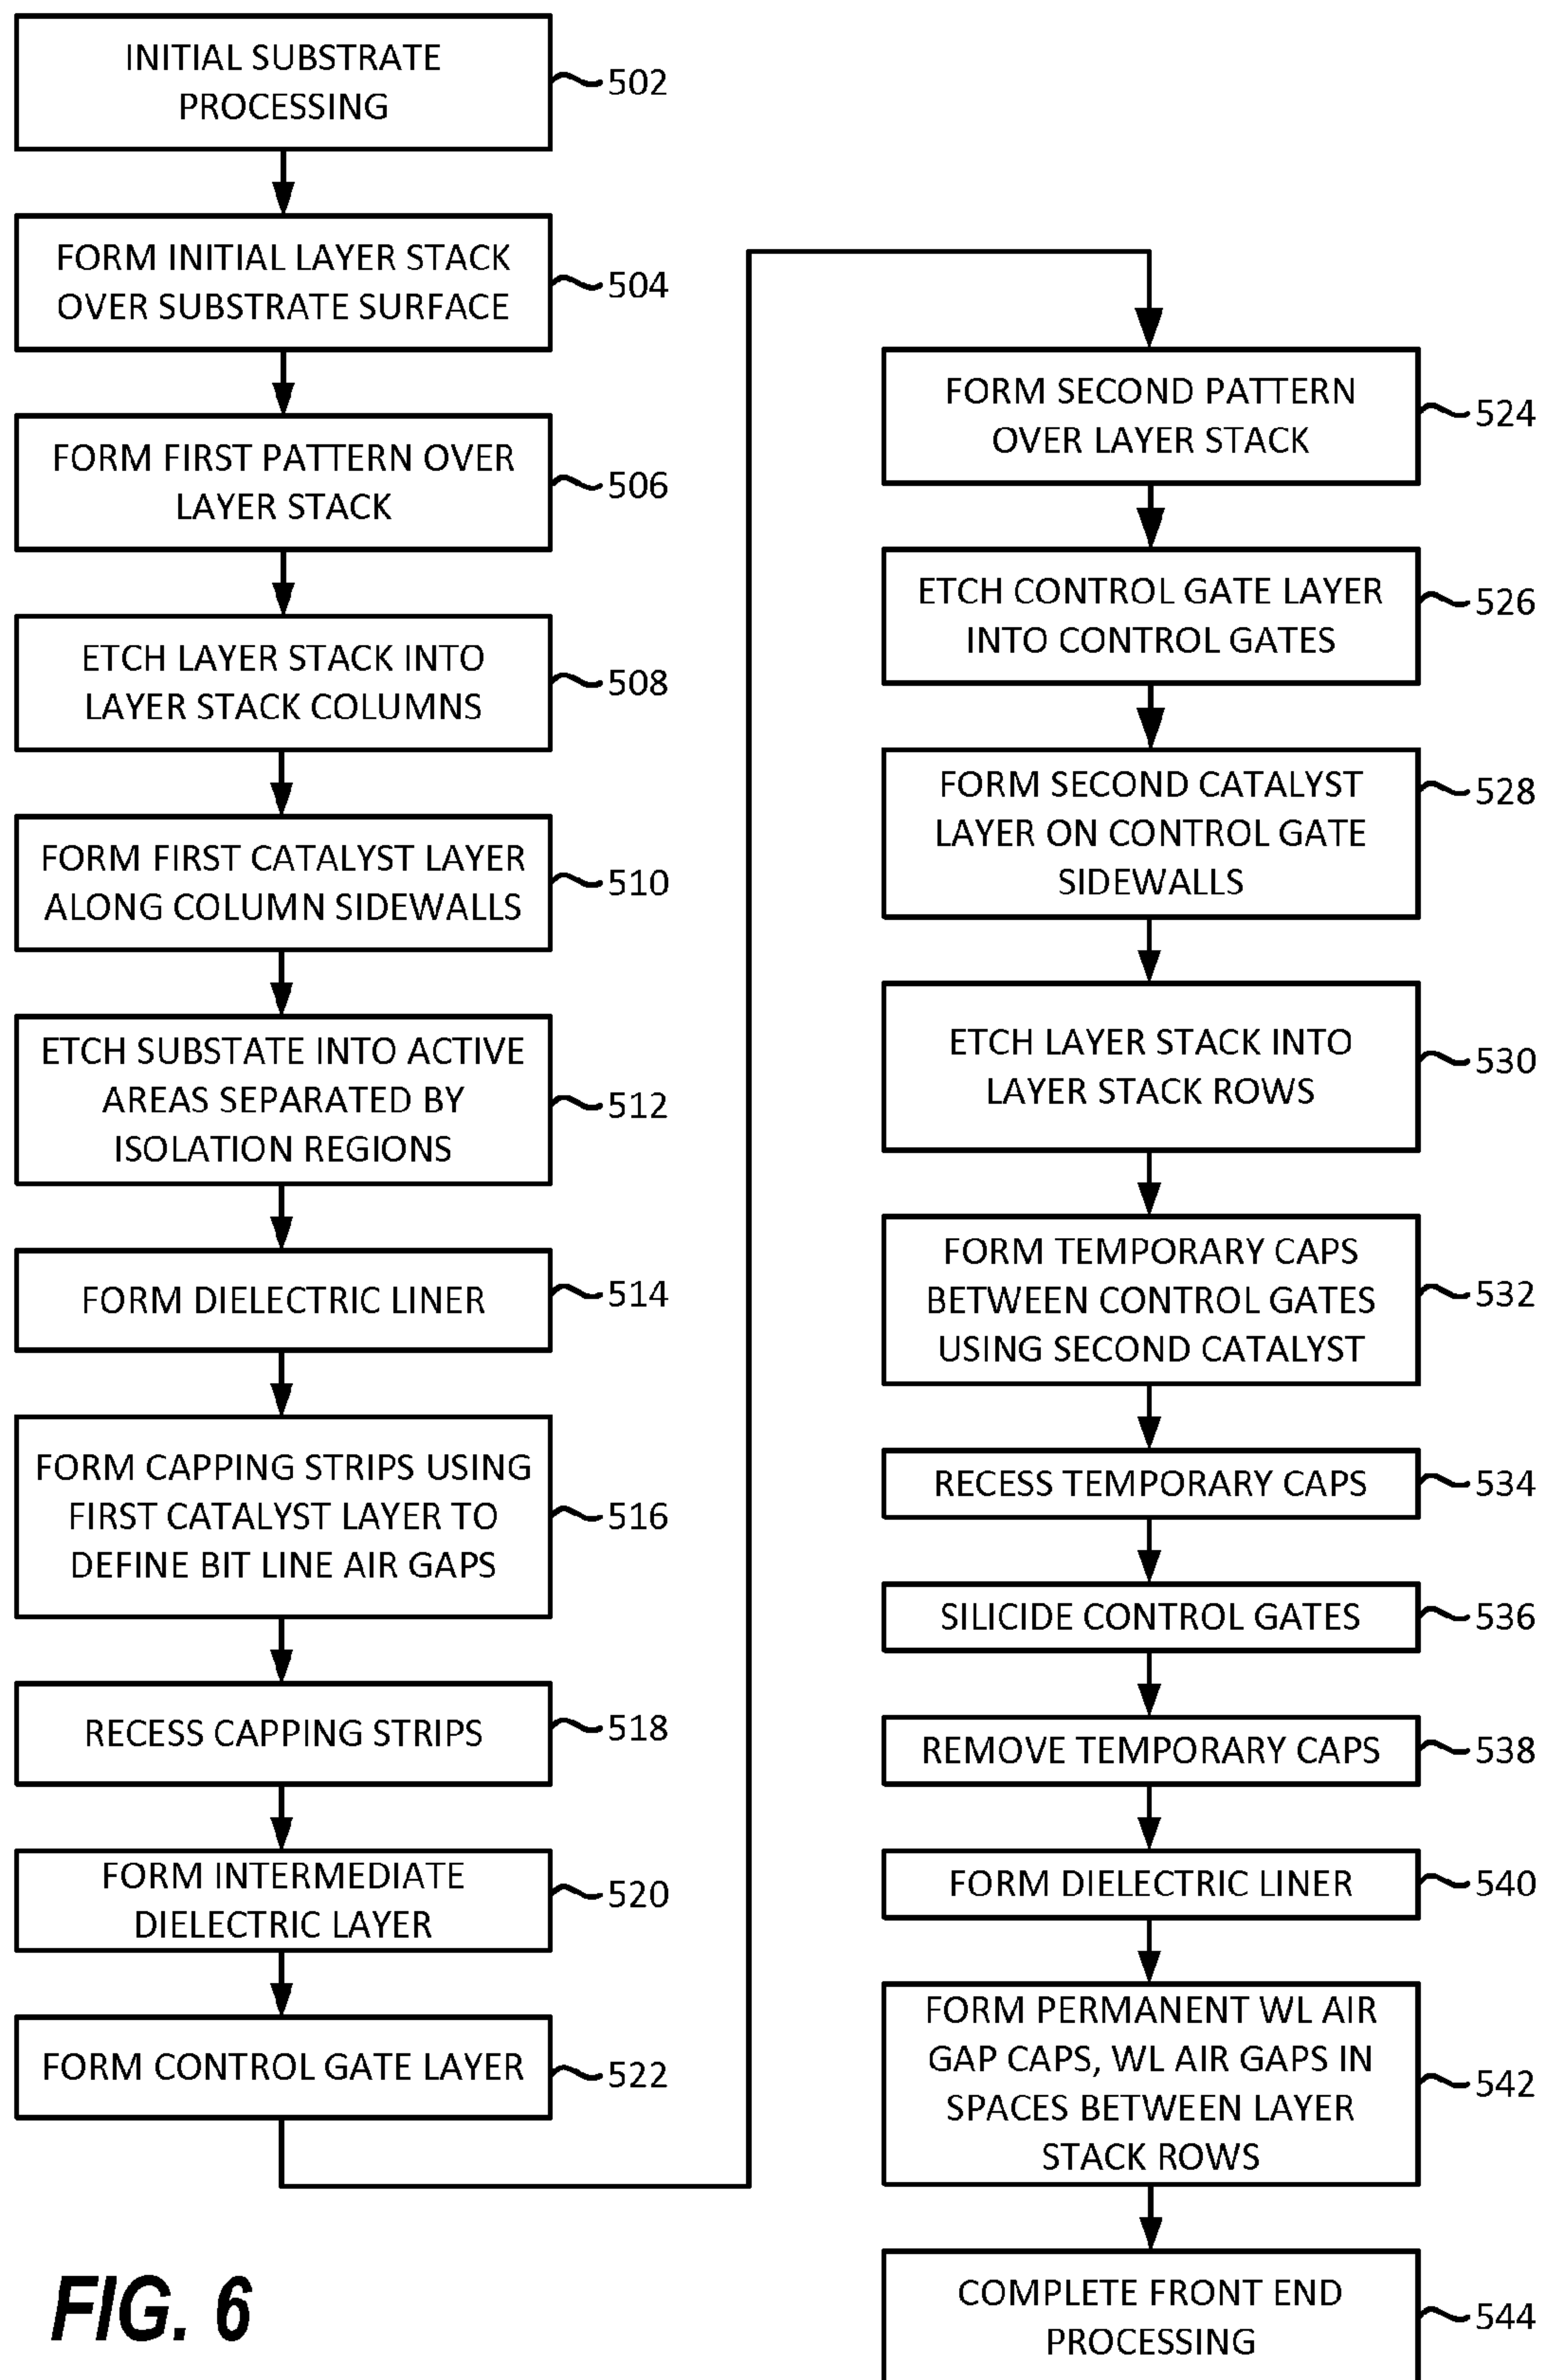 INITIAL SUBSTRATE
PROCESSING
502
FORM INITIAL LAYER STACK
OVER SUBSTRATE SURFACE
504
FORM FIRST PATTERN OVER
LAYER STACK
506
ETCH LAYER STACK INTO
LAYER STACK COLUMNS
508
FORM FIRST CATALYST LAYER
ALONG COLUMN SIDEWALLS
510
ETCH SUBSTATE INTO ACTIVE
AREAS SEPARATED BY
ISOLATION REGIONS
512
FORM DIELECTRIC LINER
514
FORM CAPPING STRIPS USING
FIRST CATALYST LAYER TO
DEFINE BIT LINE AIR GAPS
516
RECESS CAPPING STRIPS
518
FORM INTERMEDIATE
DIELECTRIC LAYER
520
FORM CONTROL GATE LAYER
522
FORM SECOND PATTERN
OVER LAYER STACK
524
ETCH CONTROL GATE LAYER
INTO CONTROL GATES
526
FORM SECOND CATALYST
LAYER ON CONTROL GATE
SIDEWALLS
528
ETCH LAYER STACK INTO
LAYER STACK ROWS
530
FORM TEMPORARY CAPS
BETWEEN CONTROL GATES
USING SECOND CATALYST
532
RECESS TEMPORARY CAPS
534
SILICIDE CONTROL GATES
536
REMOVE TEMPORARY CAPS
538
FORM DIELECTRIC LINER
540
FORM PERMANENT WL AIR
GAP CAPS, WL AIR GAPS IN
SPACES BETWEEN LAYER
STACK ROWS
542
COMPLETE FRONT END
PROCESSING
544
FIG. 6